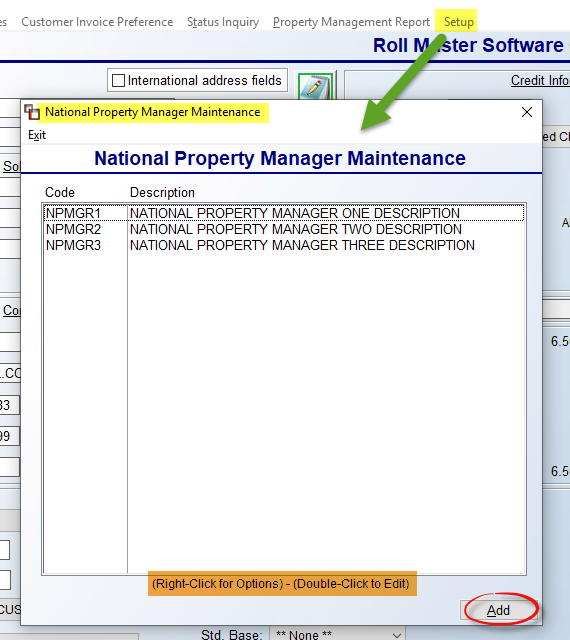 es Customer Invoice Preference Status Inquiry Property Management Report Setup
Roll Master Software
International address fields
Credit Info
National Property Manager Maintenance
Exit
ed Cl
National Property Manager Maintenance
Sol
Code Description
NPMGR1 NATIONAL PROPERTY MANAGER ONE DESCRIPTION
NPMGR2 NATIONAL PROPERTY MANAGER TWO DESCRIPTION
NPMGR3 NATIONAL PROPERTY MANAGER THREE DESCRIPTION
Co
6.50
.CO
33
99
6.50
(Right-Click for Options) - (Double-Click to Edit)
Add
CUS
Std. Base: ** None **